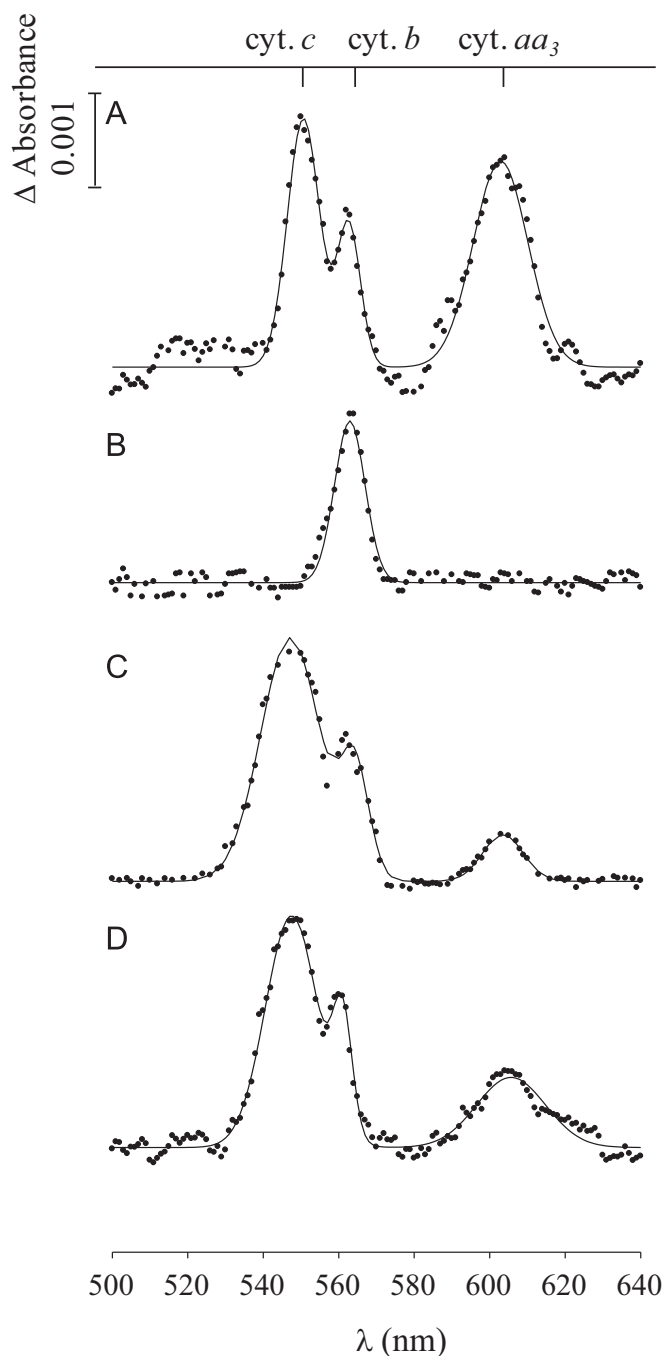 cyt. c cyt. b cyt. aa₃
Δ Absorbance
0.001
A
B
C
D
500 520 540 560 580 600 620 640
λ (nm)